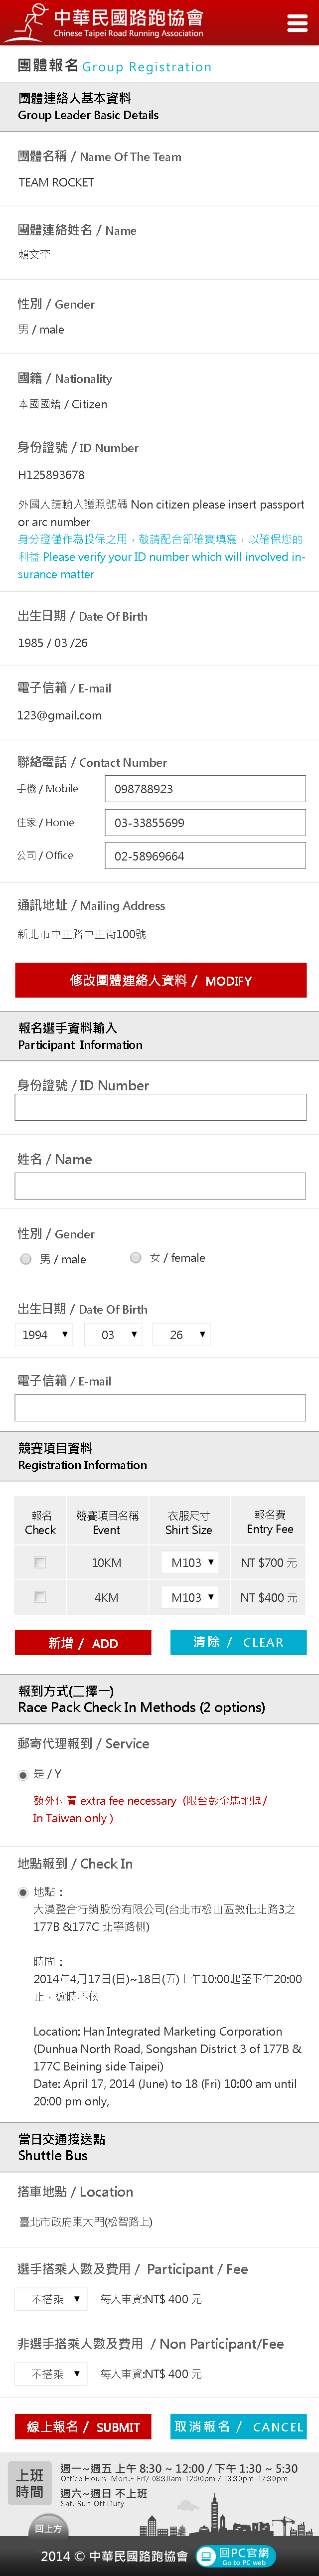 中華民國路跑協會
Chinese Taipei Road Running Association
團體報名 Group Registration
團體連絡人基本資料
Group Leader Basic Details
團體名稱 / Name Of The Team
TEAM ROCKET
團體連絡姓名 / Name
賴文奎
性別 / Gender
男 / male
國籍 / Nationality
本國國籍 / Citizen
身份證號 / ID Number
H125893678
外國人請輸入護照號碼 Non citizen please insert passport
or arc number
身分證僅作為投保之用，敬請配合卻確實填寫，以確保您的
利益 Please verify your ID number which will involved in-
surance matter
出生日期 / Date Of Birth
1985 / 03 /26
電子信箱 / E-mail
123@gmail.com
聯絡電話 / Contact Number
手機 / Mobile 098788923
住家 / Home 03-33855699
公司 / Office 02-58969664
通訊地址 / Mailing Address
新北市中正路中正街100號
修改團體連絡人資料 / MODIFY
報名選手資料輸入
Participant Information
身份證號 / ID Number
姓名 / Name
性別 / Gender
男 / male 女 / female
出生日期 / Date Of Birth
1994 ▼ 03 ▼ 26 ▼
電子信箱 / E-mail
競賽項目資料
Registration Information
報名 競賽項目名稱 衣服尺寸 報名費
Check Event Shirt Size Entry Fee
10KM M103 ▼ NT $700 元
4KM M103 ▼ NT $400 元
新增 / ADD 清除 / CLEAR
報到方式(二擇一)
Race Pack Check In Methods (2 options)
郵寄代理報到 / Service
是 / Y
額外付費 extra fee necessary (限台彭金馬地區/
In Taiwan only )
地點報到 / Check In
地點：
大漢整合行銷股份有限公司(台北市松山區敦化北路3之
177B &177C 北寧路側)
時間：
2014年4月17日(日)~18日(五)上午10:00起至下午20:00
止，逾時不候
Location: Han Integrated Marketing Corporation
(Dunhua North Road, Songshan District 3 of 177B &
177C Beining side Taipei)
Date: April 17, 2014 (June) to 18 (Fri) 10:00 am until
20:00 pm only,
當日交通接送點
Shuttle Bus
搭車地點 / Location
臺北市政府東大門(松智路上)
選手搭乘人數及費用 / Participant / Fee
不搭乘 ▼ 每人車資:NT$ 400 元
非選手搭乘人數及費用 / Non Participant/Fee
不搭乘 ▼ 每人車資:NT$ 400 元
線上報名 / SUBMIT 取消報名 / CANCEL
上班
時間
週一~週五 上午 8:30 ~ 12:00 / 下午 1:30 ~ 5:30
Office Hours Mon.~ Fri/ 08:30am-12:00pm / 13:30pm-17:30pm
週六~週日 不上班
Sat.-Sun Off Duty
回上方
2014 © 中華民國路跑協會 回PC官網
Go to PC web